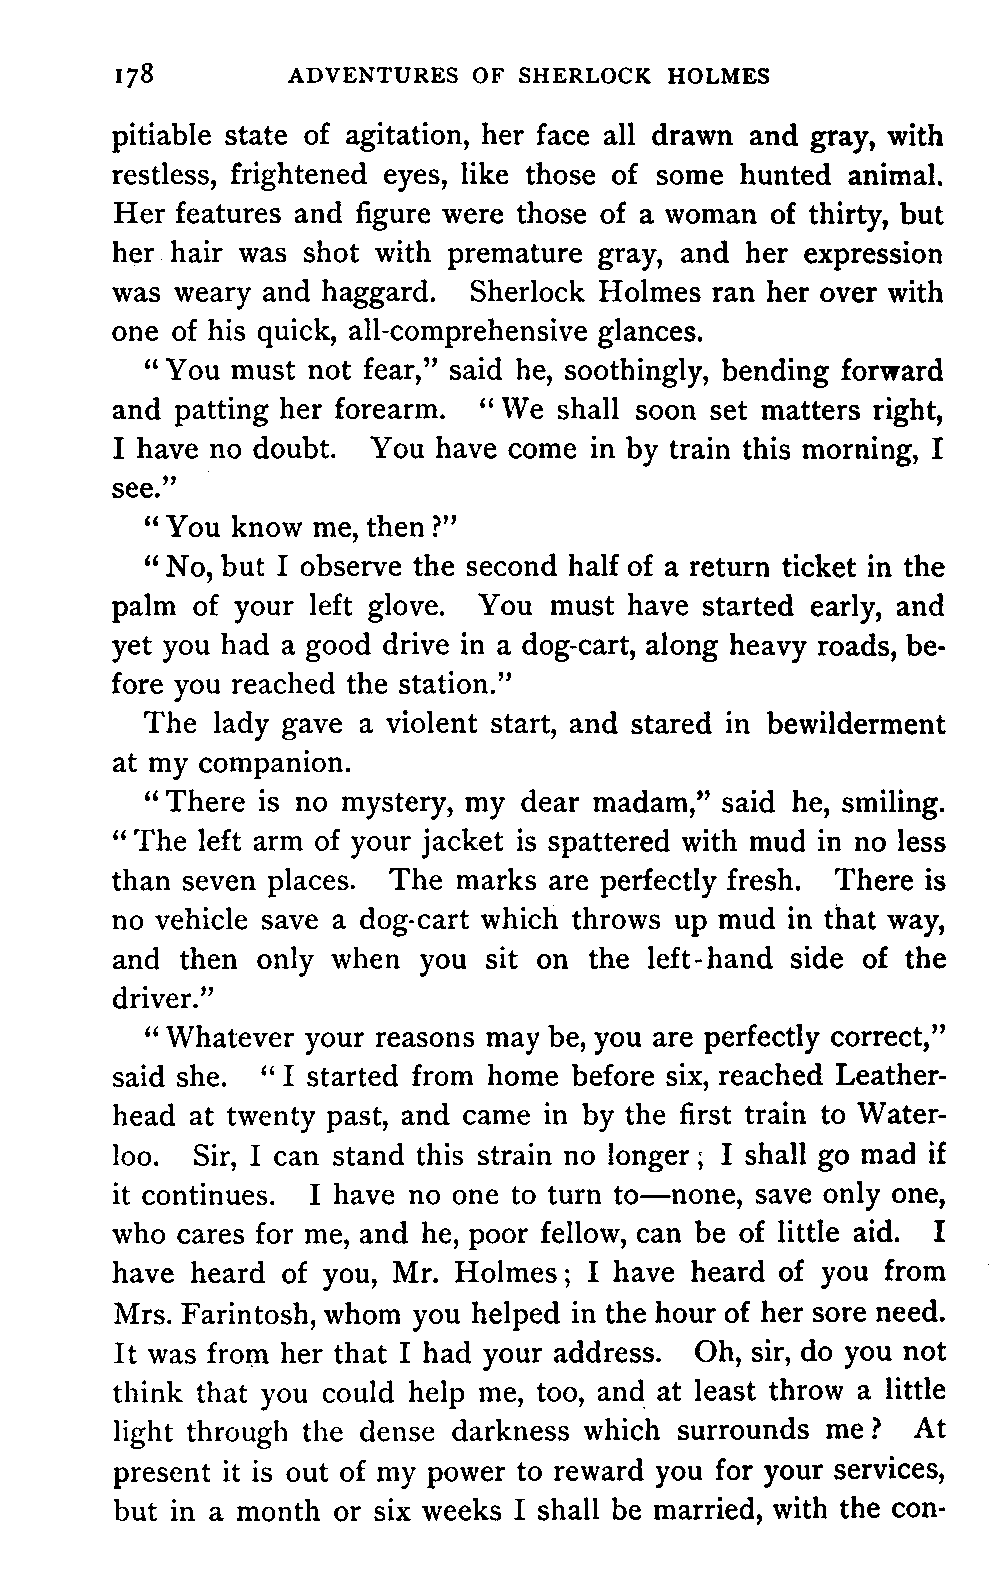 178 ADVENTURES OF SHERLOCK HOLMES
pitiable state of agitation, her face all drawn and gray, with
restless, frightened eyes, like those of some hunted animal.
Her features and figure were those of a woman of thirty, but
her hair was shot with premature gray, and her expression
was weary and haggard. Sherlock Holmes ran her over with
one of his quick, all-comprehensive glances.
“You must not fear,” said he, soothingly, bending forward
and patting her forearm. “We shall soon set matters right,
I have no doubt. You have come in by train this morning, I
see.”
“You know me, then?”
“No, but I observe the second half of a return ticket in the
palm of your left glove. You must have started early, and
yet you had a good drive in a dog-cart, along heavy roads, be-
fore you reached the station.”
The lady gave a violent start, and stared in bewilderment
at my companion.
“There is no mystery, my dear madam,” said he, smiling.
“The left arm of your jacket is spattered with mud in no less
than seven places. The marks are perfectly fresh. There is
no vehicle save a dog-cart which throws up mud in that way,
and then only when you sit on the left-hand side of the
driver.”
“Whatever your reasons may be, you are perfectly correct,”
said she. “I started from home before six, reached Leather-
head at twenty past, and came in by the first train to Water-
loo. Sir, I can stand this strain no longer; I shall go mad if
it continues. I have no one to turn to—none, save only one,
who cares for me, and he, poor fellow, can be of little aid. I
have heard of you, Mr. Holmes; I have heard of you from
Mrs. Farintosh, whom you helped in the hour of her sore need.
It was from her that I had your address. Oh, sir, do you not
think that you could help me, too, and at least throw a little
light through the dense darkness which surrounds me? At
present it is out of my power to reward you for your services,
but in a month or six weeks I shall be married, with the con-